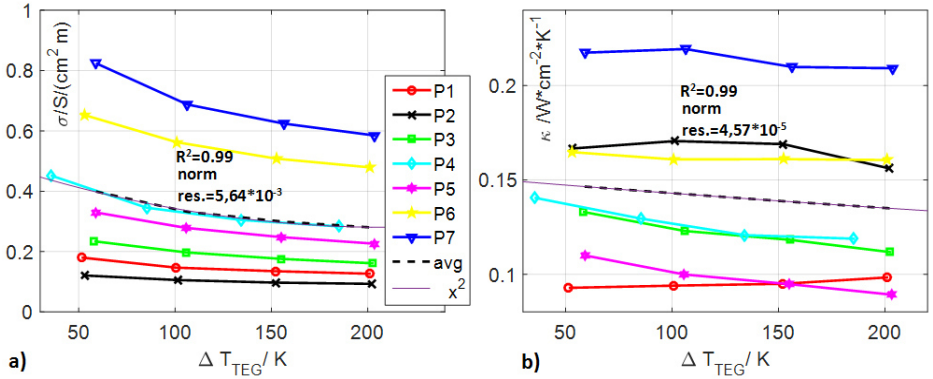 1
0.8
0.6
0.4
0.2
0
σ/S/(cm² m)
R²=0.99
norm
res.=5,64*10⁻³
50
100
150
200
Δ T_TEG/ K
a)
P1
P2
P3
P4
P5
P6
P7
avg
x²
0.2
0.15
0.1
κ /W*cm⁻²*K⁻¹
R²=0.99
norm
res.=4,57*10⁻⁵
50
100
150
200
Δ T_TEG/ K
b)